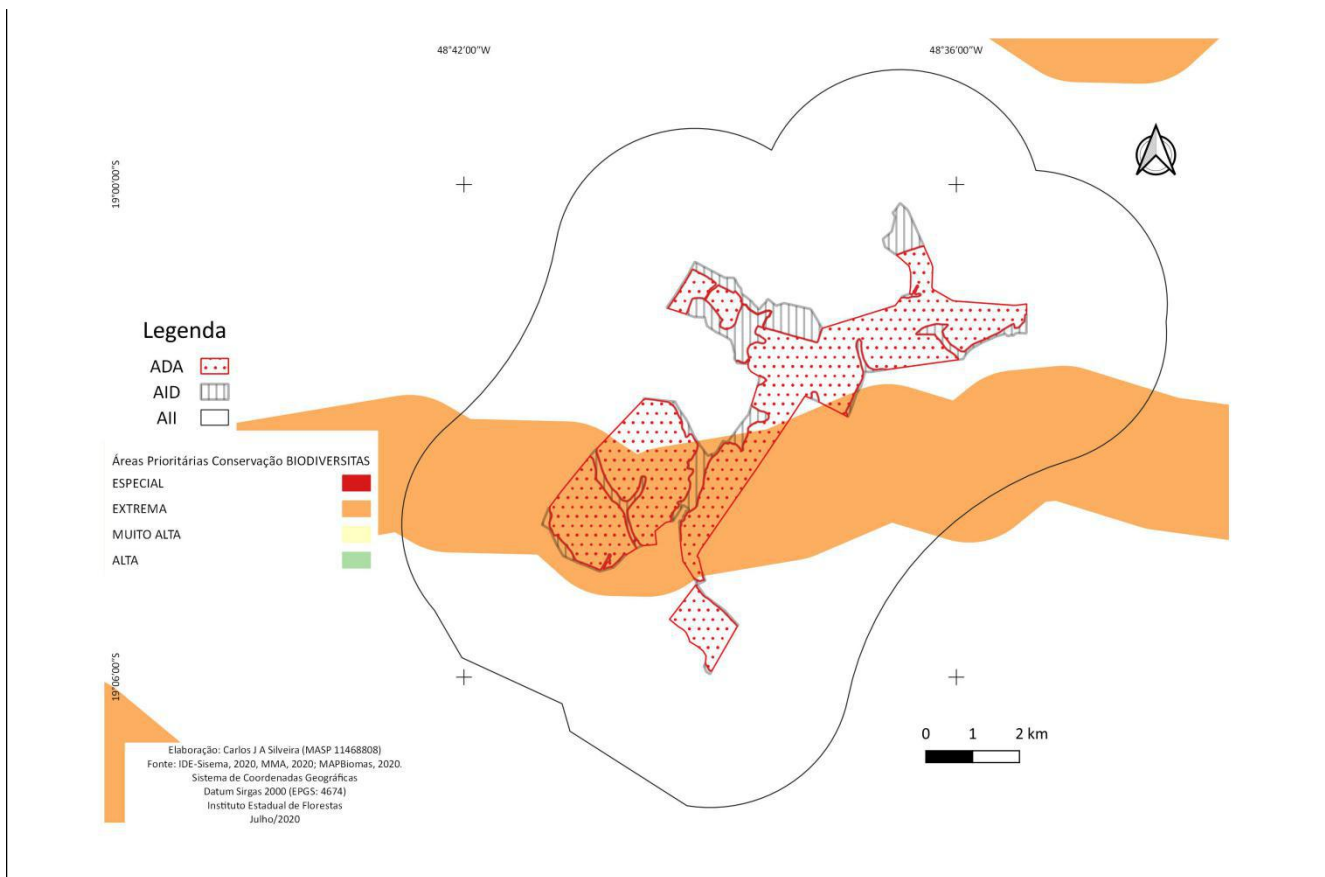 48°42'00"W
48°36'00"W
19°00'00"S
Legenda
ADA
AID
AII
Áreas Prioritárias Conservação BIODIVERSITAS
ESPECIAL
EXTREMA
MUITO ALTA
ALTA
19°06'00"S
0 1 2 km
Elaboração: Carlos J A Silveira (MASP 11468808)
Fonte: IDE-Sisema, 2020, MMA, 2020; MAPBiomas, 2020.
Sistema de Coordenadas Geográficas
Datum Sirgas 2000 (EPGS: 4674)
Instituto Estadual de Florestas
Julho/2020